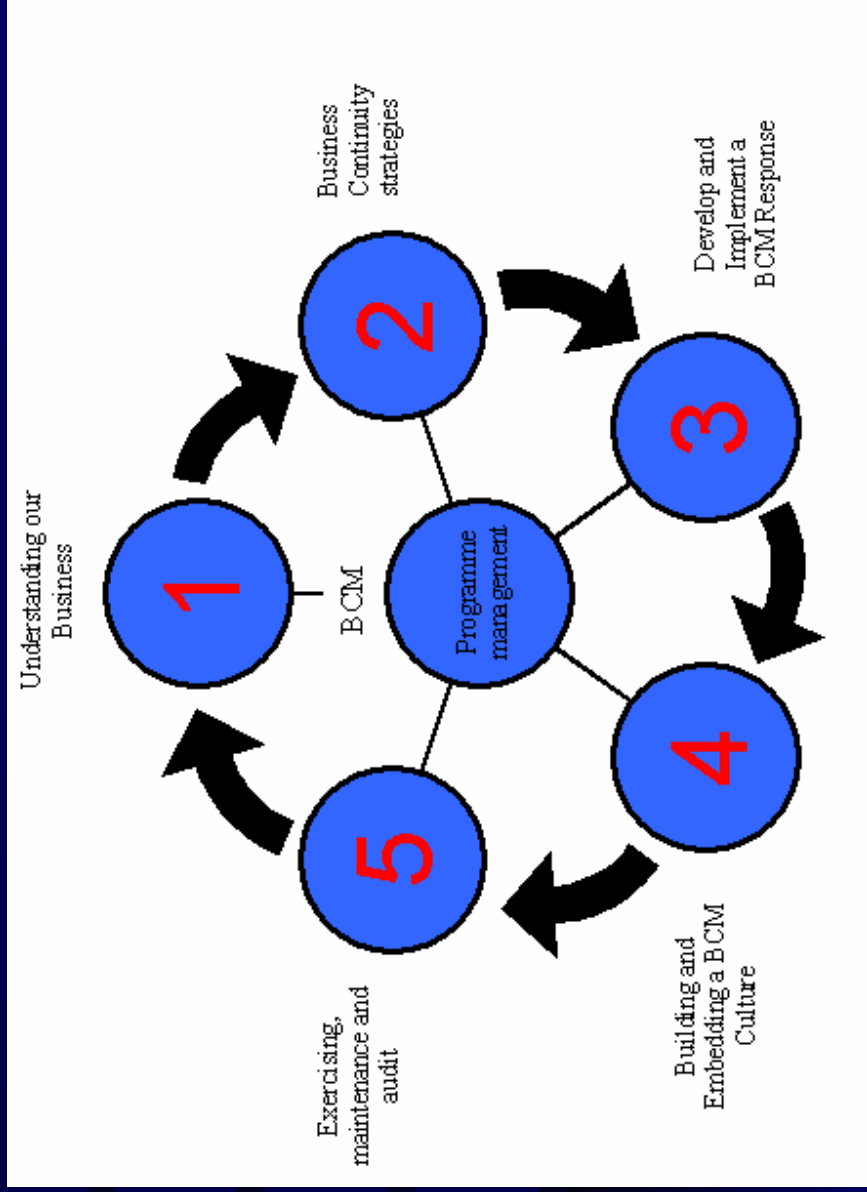 Understanding our
Business
1
Business
Continuity
strategies
2
Develop and
Implement a
BCM Response
3
Building and
Embedding a BCM
Culture
4
Exercising,
maintenance and
audit
5
BCM
Programme
management